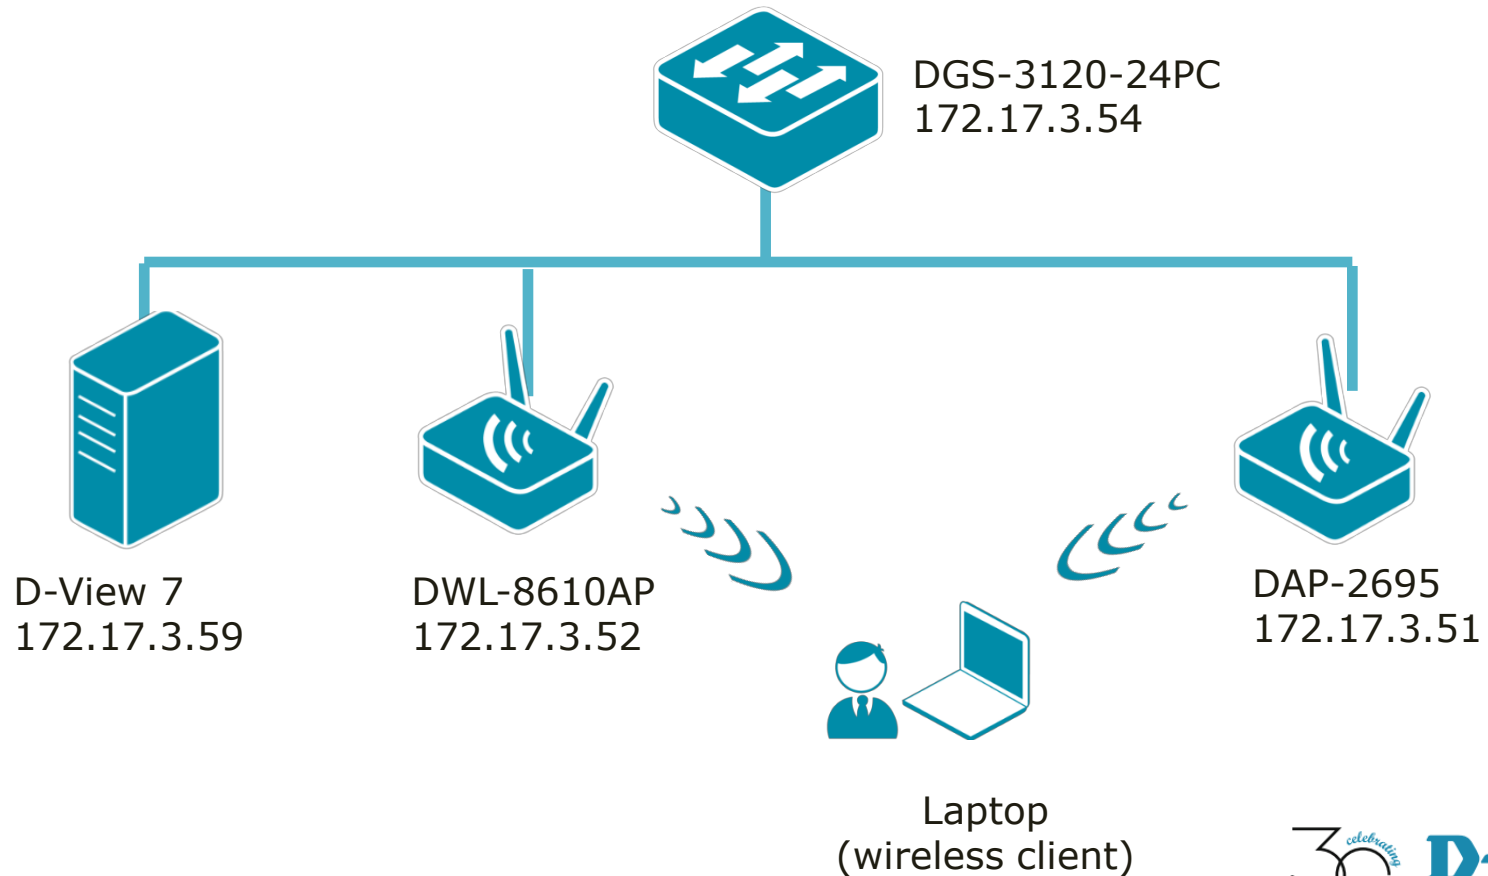 DGS-3120-24PC
172.17.3.54
D-View 7
172.17.3.59
DWL-8610AP
172.17.3.52
DAP-2695
172.17.3.51
Laptop
(wireless client)
30
celebrating